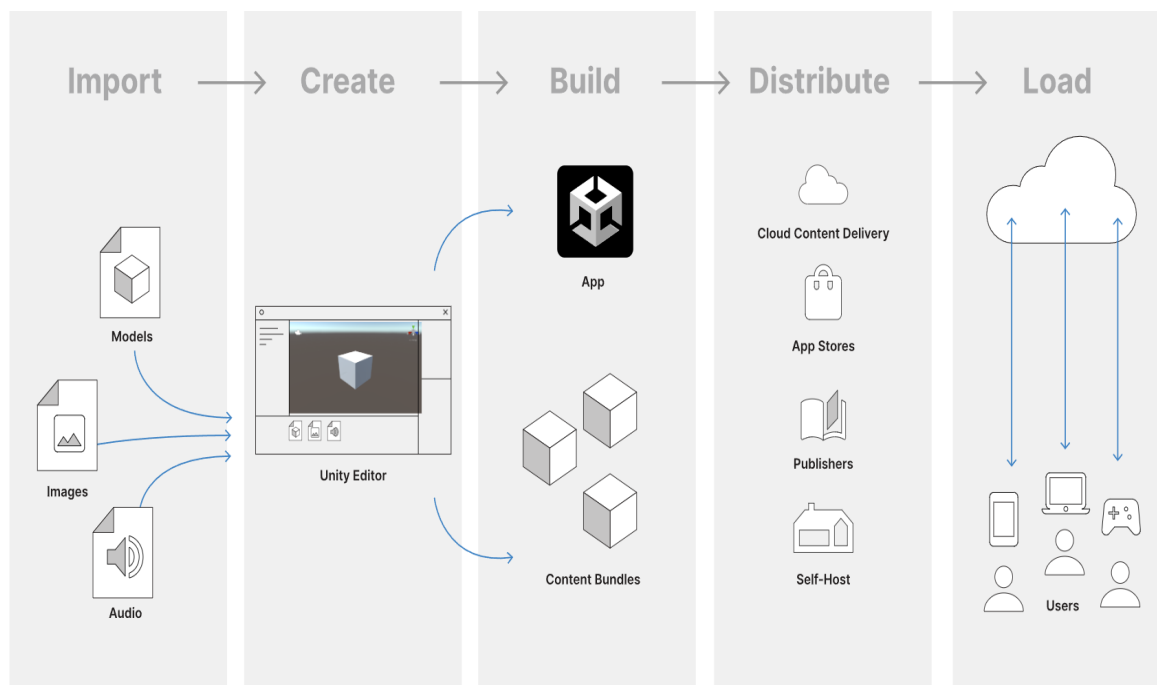 Import
Create
Build
Distribute
Load
Models
Images
Audio
Unity Editor
App
Content Bundles
Cloud Content Delivery
App Stores
Publishers
Self-Host
Users